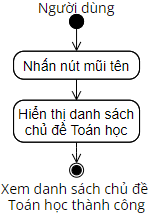 Người dùng
Nhấn nút mũi tên
Hiển thị danh sách
chủ đề Toán học
Xem danh sách chủ đề
Toán học thành công